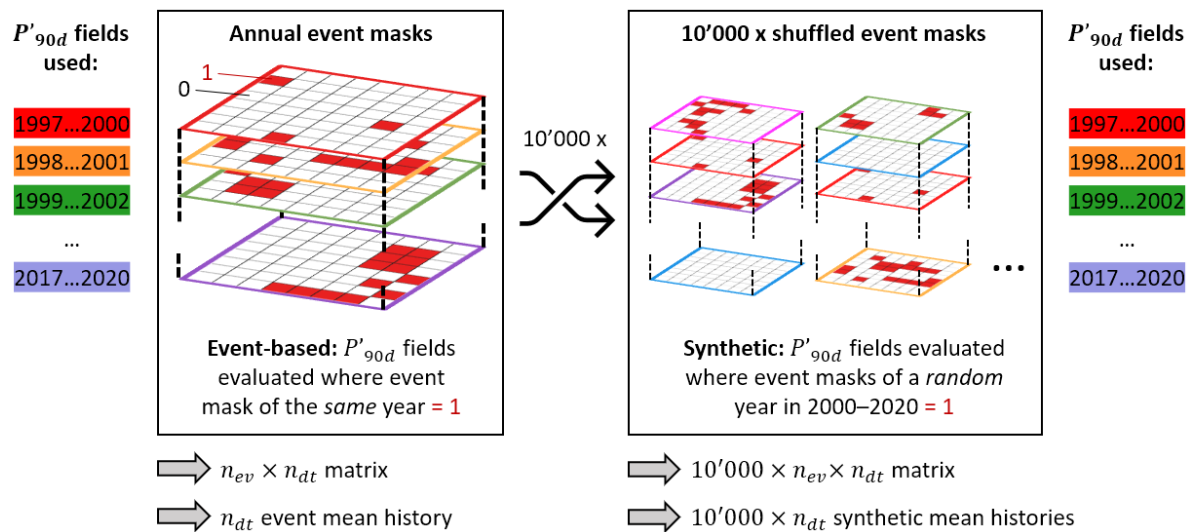 P'90d fields
used:
1997...2000
1998...2001
1999...2002
...
2017...2020
Annual event masks
1
0
Event-based: P'90d fields
evaluated where event
mask of the same year = 1
nev × ndt matrix
ndt event mean history
10'000 x
10'000 x shuffled event masks
...
Synthetic: P'90d fields evaluated
where event masks of a random
year in 2000–2020 = 1
10'000 × nev × ndt matrix
10'000 × ndt synthetic mean histories
P'90d fields
used:
1997...2000
1998...2001
1999...2002
...
2017...2020